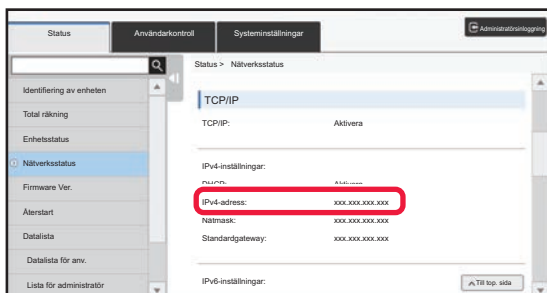 Status Användarkontroll Systeminställningar Administratörsinloggning
Status > Nätverksstatus
Identifiering av enheten
Total räkning
Enhetsstatus
Nätverksstatus
Firmware Ver.
Återstart
Datalista
Datalista för anv.
Lista för administratör
TCP/IP
TCP/IP: Aktivera
IPv4-inställningar:
DHCP: Aktivera
IPv4-adress: xxx.xxx.xxx.xxx
Nätmask: xxx.xxx.xxx.xxx
Standardgateway: xxx.xxx.xxx.xxx
IPv6-inställningar:
Till top. sida